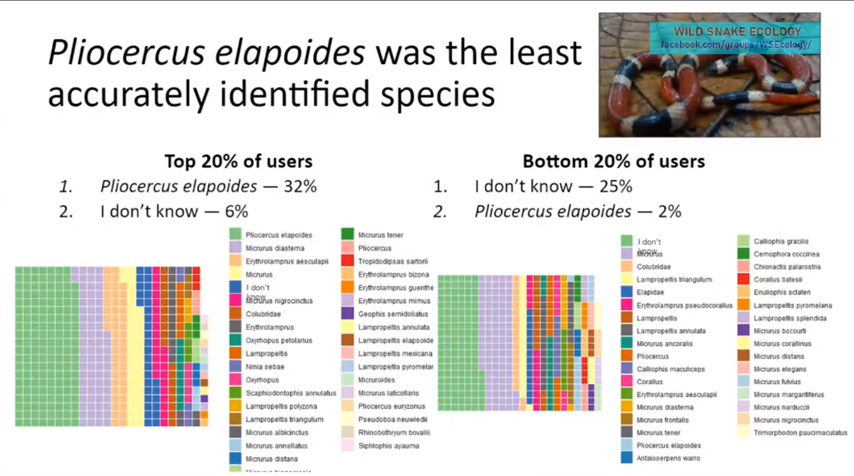 Pliocercus elapoides was the least
accurately identified species
WILD SNAKE ECOLOGY
facebook.com/groups/WSEcology/
Top 20% of users
1. Pliocercus elapoides — 32%
2. I don't know — 6%
Bottom 20% of users
1. I don't know — 25%
2. Pliocercus elapoides — 2%
Pliocercus elapoides
Micrurus diastema
Erythrolamprus aesculapii
Micrurus
I don't
know
Micrurus nigrocinctus
Colubridae
Erythrolamprus
Oxyrhopus petolarius
Lampropeltis
Ninia sebae
Oxyrhopus
Scaphiodontophis annulatus
Lampropeltis polyzona
Lampropeltis triangulum
Micrurus albicinctus
Micrurus annellatus
Micrurus distans
Micrurus tener
Pliocercus
Tropidodipsas sartorii
Erythrolamprus bizona
Erythrolamprus guenthe
Erythrolamprus mimus
Geophis semidoliatus
Lampropeltis annulata
Lampropeltis elapsoide
Lampropeltis mexicana
Lampropeltis pyromelar
Micruroides
Micrurus laticollaris
Pliocercus euryzonus
Pseudoboa neuwiedii
Rhinobothryum bovallii
Siphlophis ayauma
I don't
know
Micrurus
Colubridae
Lampropeltis triangulum
Elapidae
Erythrolamprus pseudocorallus
Lampropeltis
Lampropeltis annulata
Micrurus ancoralis
Pliocercus
Calliophis maculiceps
Corallus
Erythrolamprus aesculapii
Micrurus diastema
Micrurus frontalis
Micrurus tener
Pliocercus elapoides
Antaioserpens warro
Calliophis gracilis
Cemophora coccinea
Chionactis palarostris
Corallus batesii
Enuliophis sclateri
Lampropeltis pyromelana
Lampropeltis splendida
Micrurus bocourti
Micrurus corallinus
Micrurus distans
Micrurus elegans
Micrurus fulvius
Micrurus margaritiferus
Micrurus narduccii
Micrurus nigrocinctus
Trimorphodon paucimaculatus